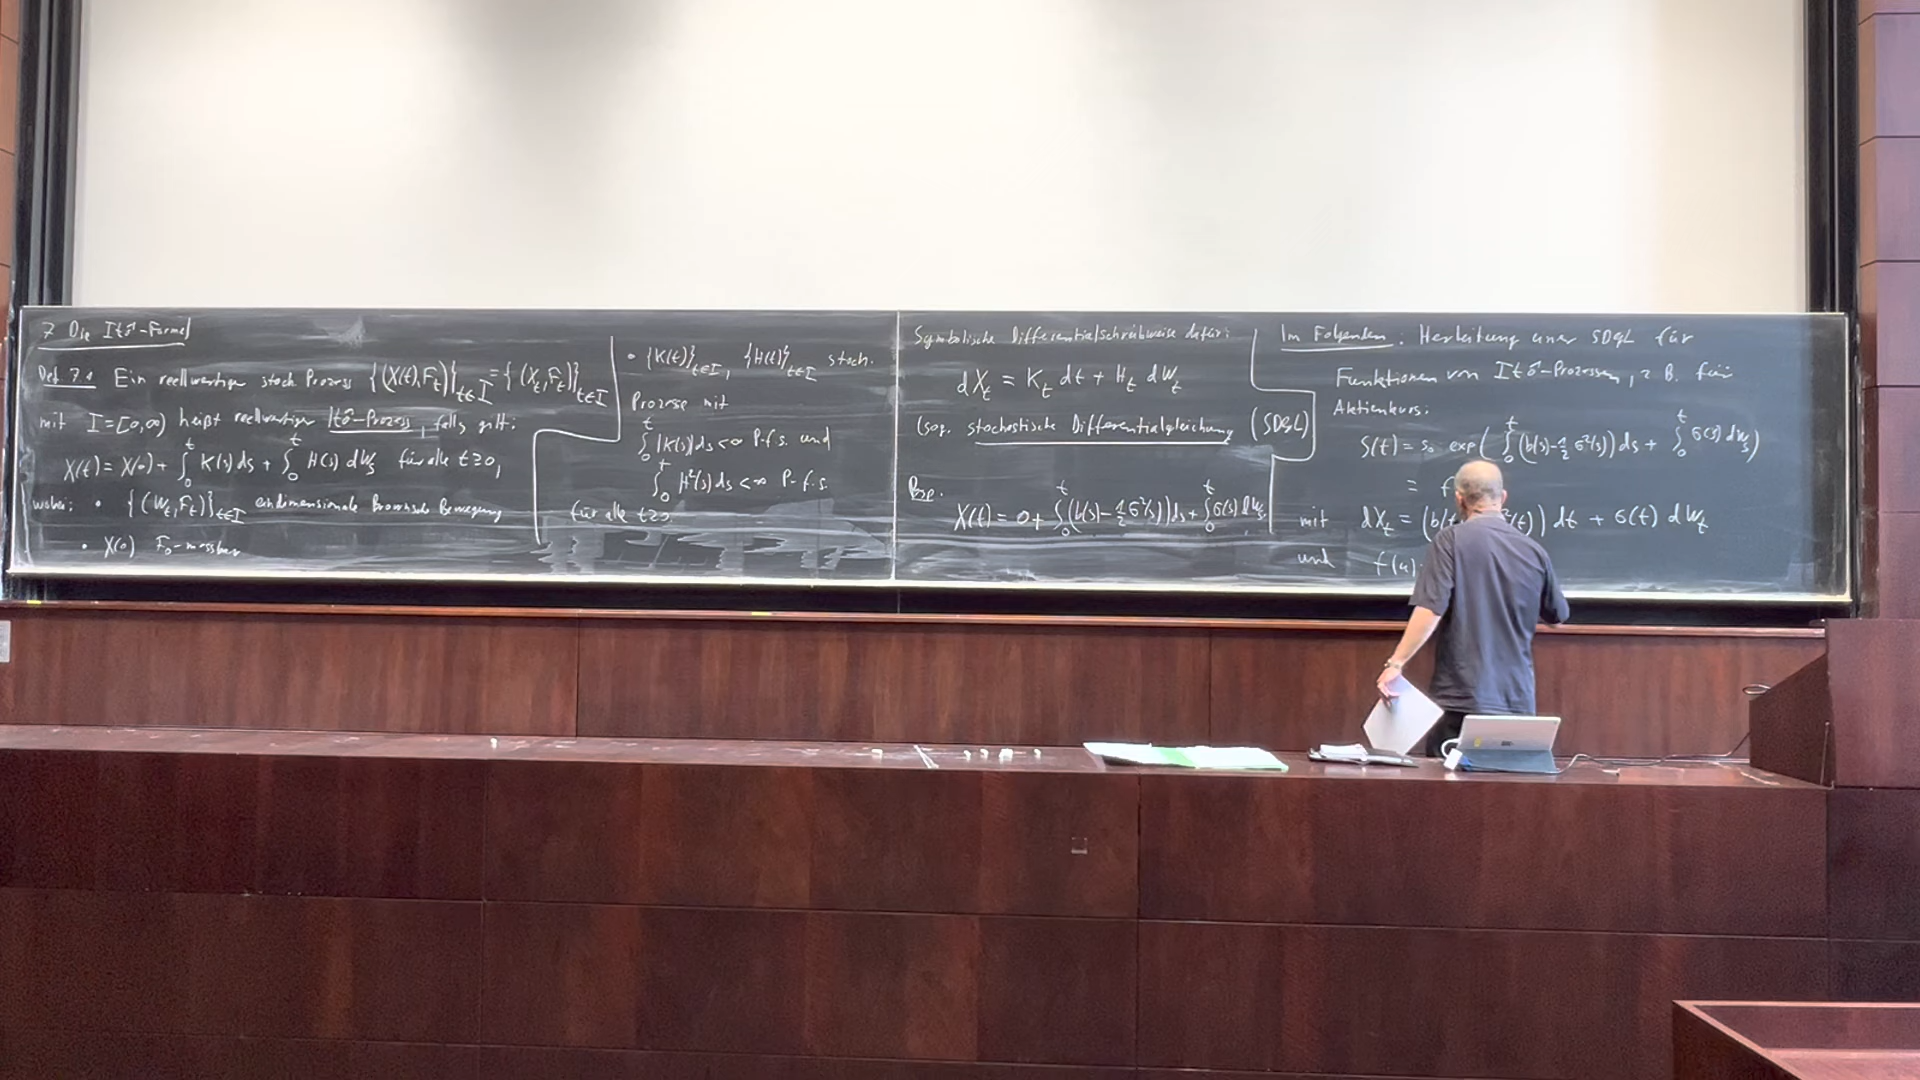 7 Die Itô-Formel
Def 7.1 Ein reellwertiger stoch. Prozess {(X(t), F_t)}_{t∈I} = {(X_t, F_t)}_{t∈I}
mit I=[0,∞) heißt reellwertiger Itô-Prozess, falls gilt:
X(t) = X(0) + ∫_0^t K(s) ds + ∫_0^t H(s) dW_s für alle t≥0,
wobei: • {(W_t, F_t)}_{t∈I} eindimensionale Brownsche Bewegung
• X(0) F_0-messbar
• {K(t)}_{t∈I}, {H(t)}_{t∈I} stoch.
Prozesse mit
∫_0^t |K(s)| ds < ∞ P-f.s. und
∫_0^t H²(s) ds < ∞ P-f.s.
für alle t≥0.
Symbolische Differentialschreibweise dafür:
dX_t = K_t dt + H_t dW_t
(sog. stochastische Differentialgleichung (SDGL)
Bsp.
X(t) = 0 + ∫_0^t (b(s) - 1/2 σ²(s)) ds + ∫_0^t σ(s) dW_s
Im Folgenden: Herleitung einer SDGL für
Funktionen von Itô-Prozessen, z.B. für
Aktienkurs:
S(t) = s_0 exp( ∫_0^t (b(s) - 1/2 σ²(s)) ds + ∫_0^t σ(s) dW_s )
= f
mit dX_t = (b(t) ²(t)) dt + σ(t) dW_t
und f(u)